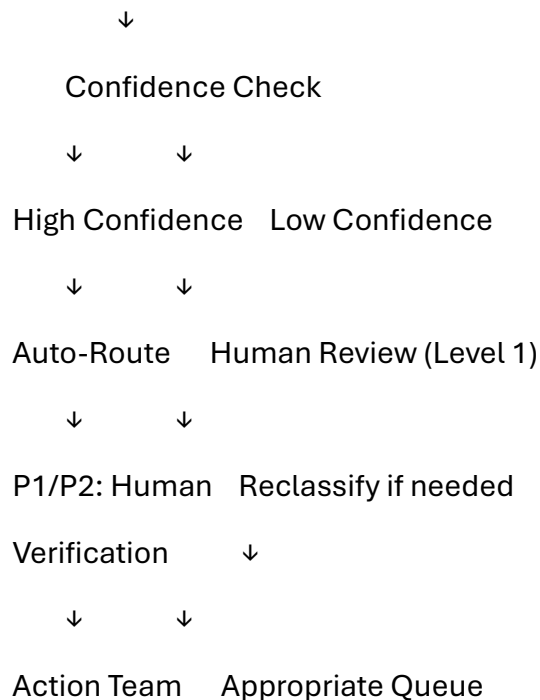 ↓
Confidence Check
↓ ↓
High Confidence Low Confidence
↓ ↓
Auto-Route Human Review (Level 1)
↓ ↓
P1/P2: Human Reclassify if needed
Verification ↓
↓ ↓
Action Team Appropriate Queue